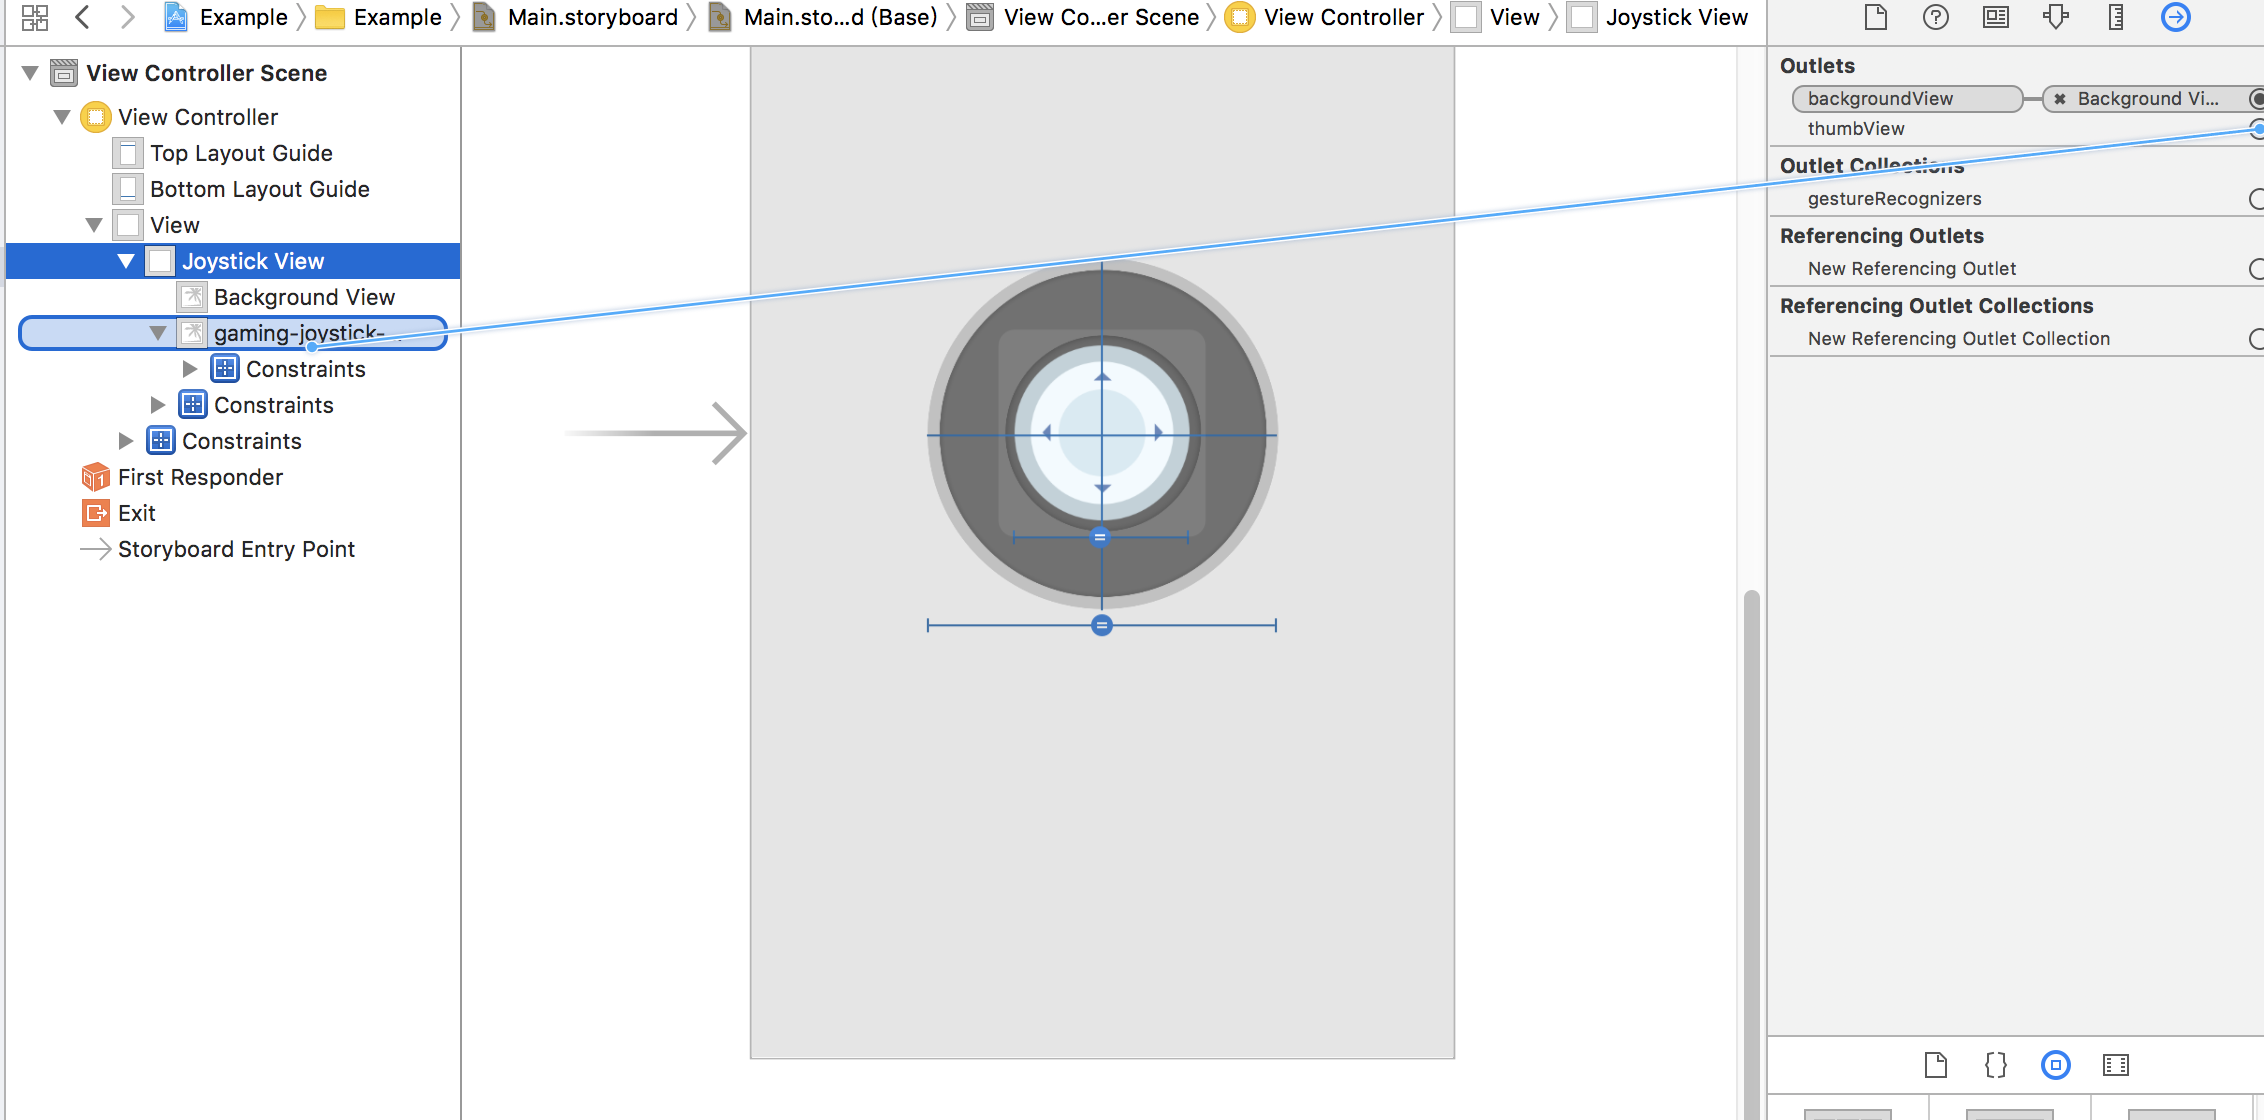 Example
Example
Main.storyboard
Main.sto...d (Base)
View Co...er Scene
View Controller
View
Joystick View
View Controller Scene
View Controller
Top Layout Guide
Bottom Layout Guide
View
Joystick View
Background View
gaming-joystick-...
Constraints
Constraints
Constraints
First Responder
Exit
Storyboard Entry Point
Outlets
backgroundView
Background Vi...
thumbView
Outlet Collections
gestureRecognizers
Referencing Outlets
New Referencing Outlet
Referencing Outlet Collections
New Referencing Outlet Collection